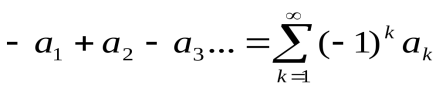 $- a_1 + a_2 - a_3 ... = \sum_{k=1}^{\infty} (-1)^k a_k$